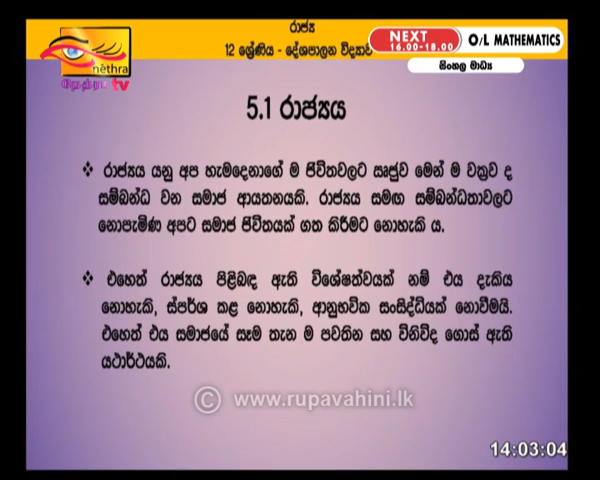 රාජ්‍ය
12 ශ්‍රේණිය - දේශපාලන විද්‍යාව
NEXT
16.00-18.00
O/L MATHEMATICS
සිංහල මාධ්‍ය
nēthra
tv
5.1 රාජ්‍යය
❖ රාජ්‍යය යනු අප හැමදෙනාගේ ම ජීවිතවලට ඍජුව මෙන් ම වක්‍රව ද
සම්බන්ධ වන සමාජ ආයතනයකි. රාජ්‍යය සමඟ සම්බන්ධතාවලට
නොපැමිණ අපට සමාජ ජීවිතයක් ගත කිරීමට නොහැකි ය.
❖ එහෙත් රාජ්‍යය පිළිබඳ ඇති විශේෂත්වයක් නම් එය දැකිය
නොහැකි, ස්පර්ශ කළ නොහැකි, ආනුභවික සංසිද්ධියක් නොවීමයි.
එහෙත් එය සමාජයේ සෑම තැන ම පවතින සහ විනිවිද ගොස් ඇති
යථාර්ථයකි.
© www.rupavahini.lk
14:03:04